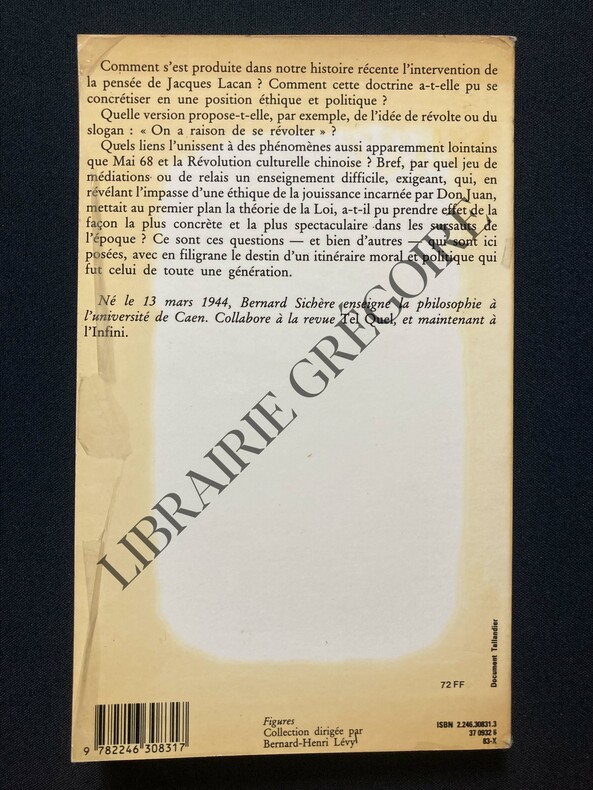 Comment s'est produite dans notre histoire récente l'intervention de
la pensée de Jacques Lacan ? Comment cette doctrine a-t-elle pu se
concrétiser en une position éthique et politique ?
Quelle version propose-t-elle, par exemple, de l'idée de révolte ou du
slogan : « On a raison de se révolter » ?
Quels liens l'unissent à des phénomènes aussi apparemment lointains
que Mai 68 et la Révolution culturelle chinoise ? Bref, par quel jeu de
médiations ou de relais un enseignement difficile, exigeant, qui, en
révélant l'impasse d'une éthique de la jouissance incarnée par Don Juan,
mettait au premier plan la théorie de la Loi, a-t-il pu prendre effet de la
façon la plus concrète et la plus spectaculaire dans les sursauts de
l'époque ? Ce sont ces questions — et bien d'autres — qui sont ici
posées, avec en filigrane le destin d'un itinéraire moral et politique qui
fut celui de toute une génération.
Né le 13 mars 1944, Bernard Sichère enseigne la philosophie à
l'université de Caen. Collabore à la revue Tel Quel, et maintenant à
l'Infini.
LIBRAIRIE GREGOIRE
Document Tallandier
72 FF
9 782246 308317
Figures
Collection dirigée par
Bernard-Henri Lévy
ISBN 2.246.30831.3
37 0932 6
83-X